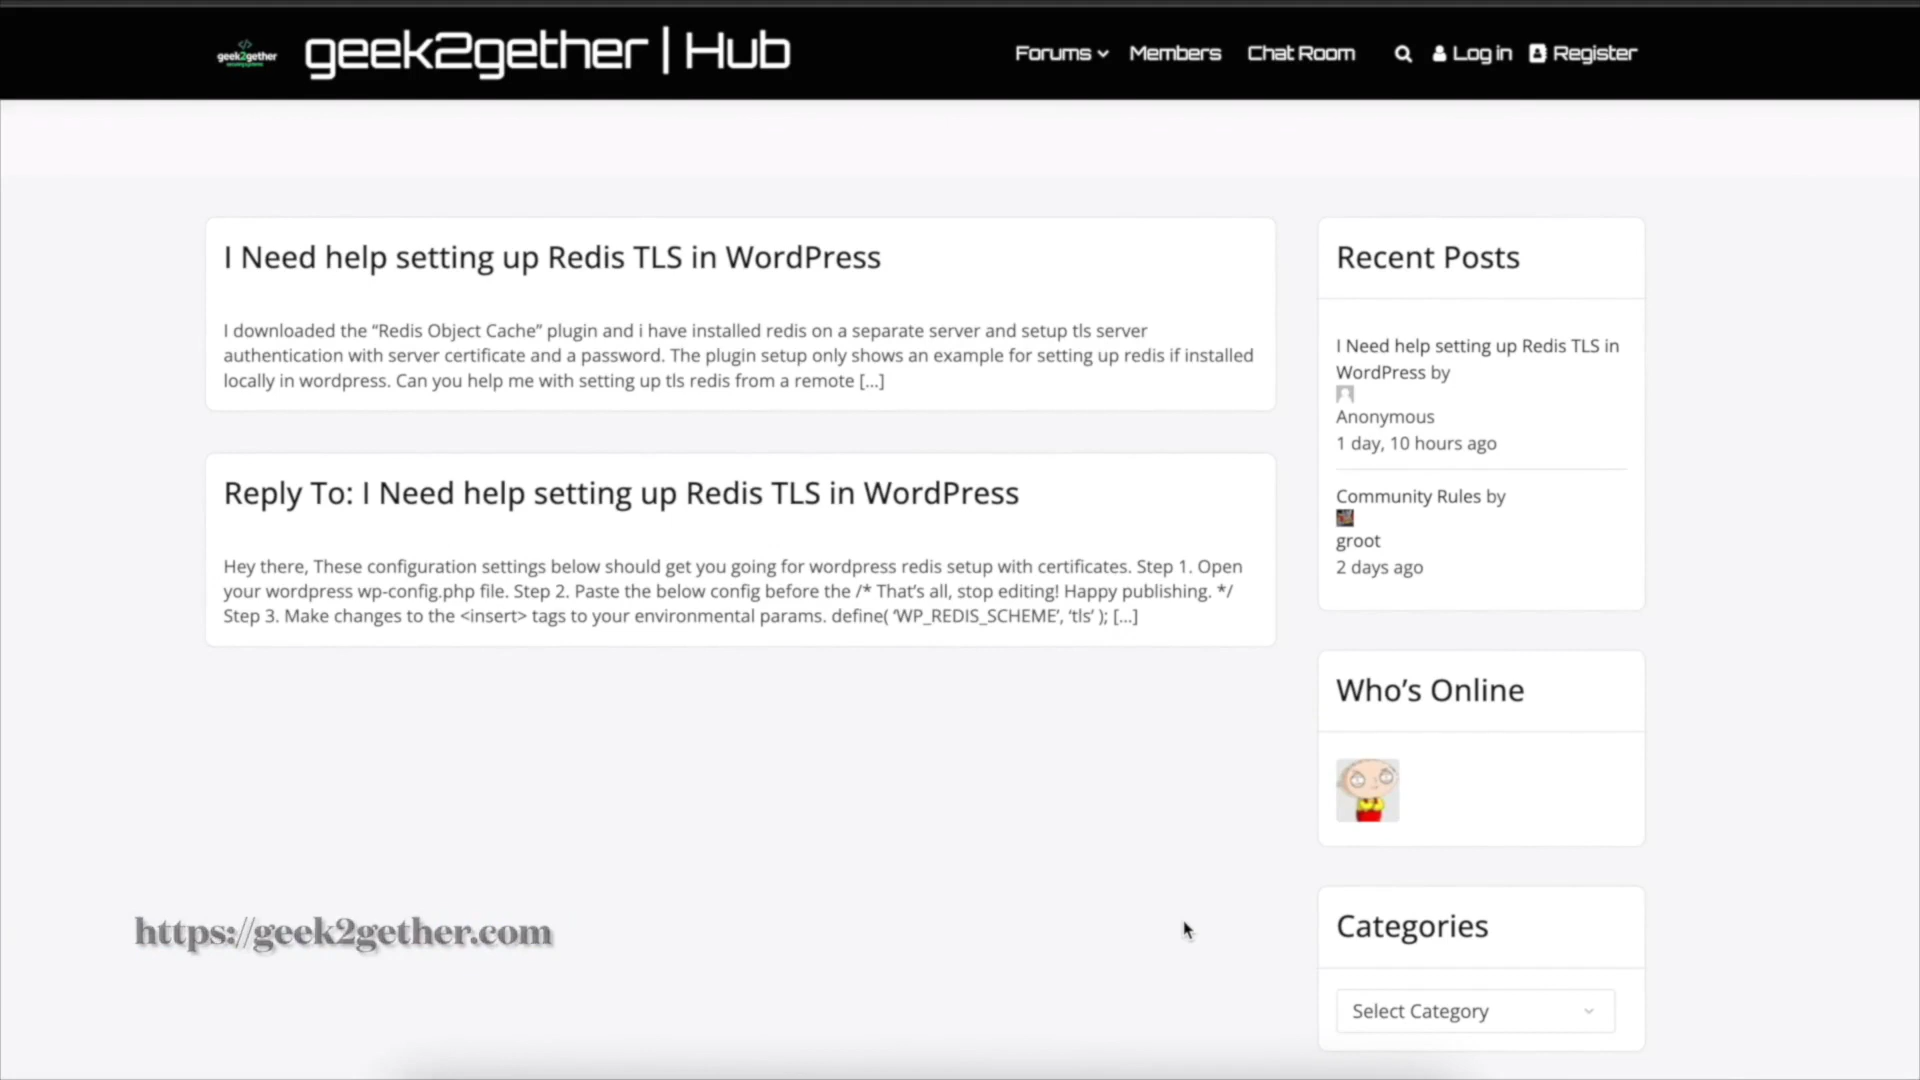 geek2gether
geek2gether | Hub
Forums
Members
Chat Room
Log in
Register
I Need help setting up Redis TLS in WordPress
I downloaded the “Redis Object Cache” plugin and i have installed redis on a separate server and setup tls server
authentication with server certificate and a password. The plugin setup only shows an example for setting up redis if installed
locally in wordpress. Can you help me with setting up tls redis from a remote [...]
Reply To: I Need help setting up Redis TLS in WordPress
Hey there, These configuration settings below should get you going for wordpress redis setup with certificates. Step 1. Open
your wordpress wp-config.php file. Step 2. Paste the below config before the /* That’s all, stop editing! Happy publishing. */
Step 3. Make changes to the <insert> tags to your environmental params. define( ‘WP_REDIS_SCHEME’, ‘tls’ ); [...]
Recent Posts
I Need help setting up Redis TLS in
WordPress by
Anonymous
1 day, 10 hours ago
Community Rules by
groot
2 days ago
Who’s Online
Categories
Select Category
https://geek2gether.com